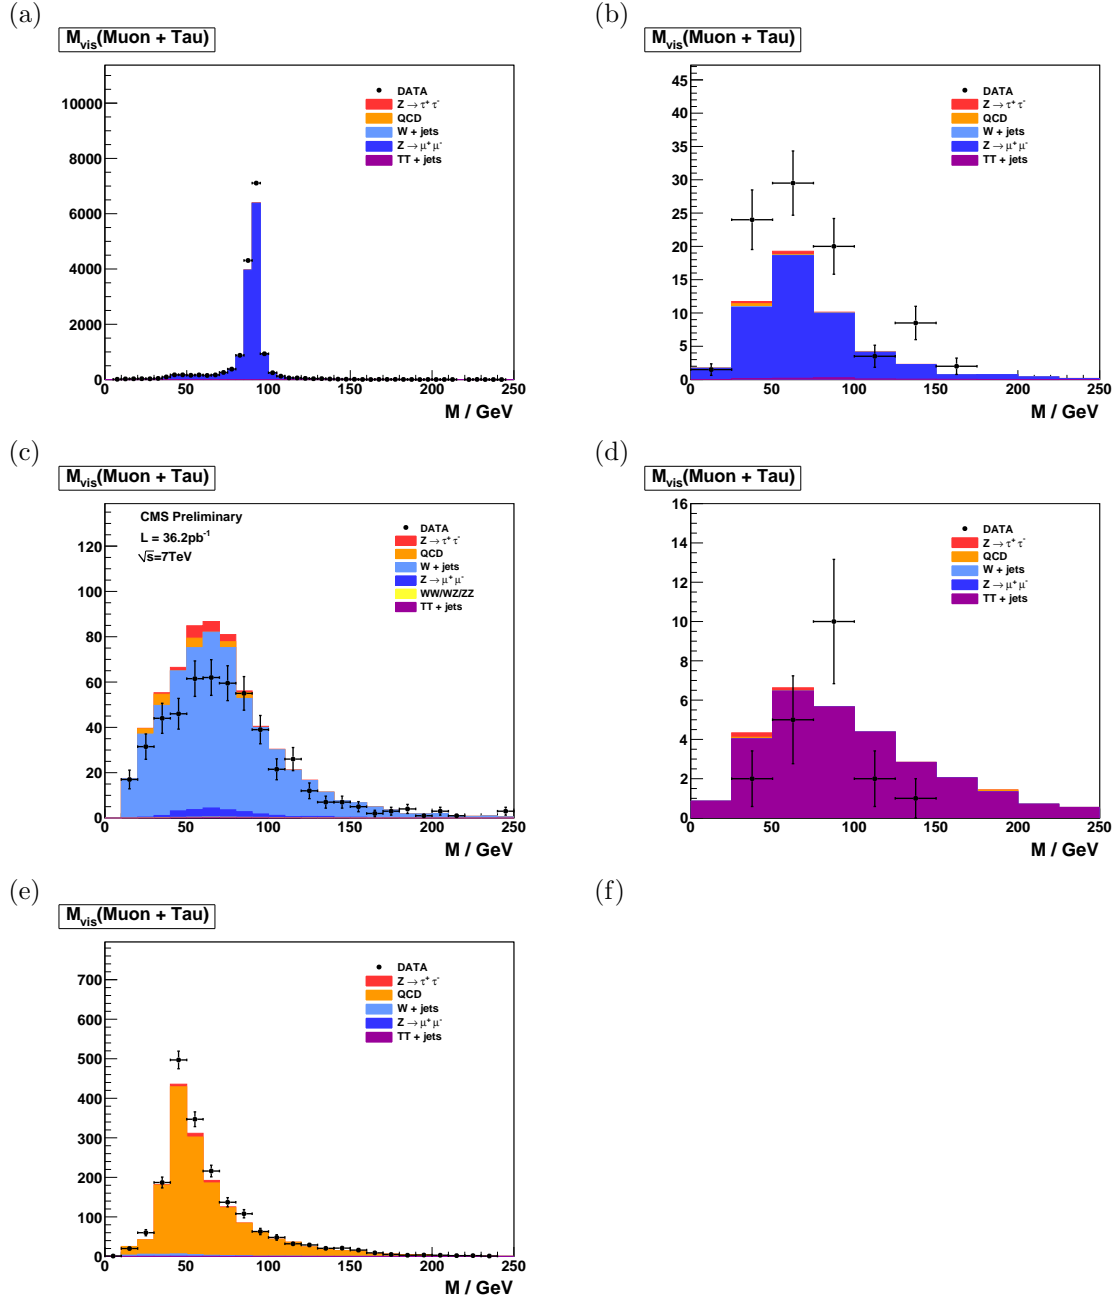 (a)
M_vis(Muon + Tau)
10000
8000
6000
4000
2000
0
0 50 100 150 200 250
M / GeV
DATA
Z → τ⁺ τ⁻
QCD
W + jets
Z → μ⁺ μ⁻
TT + jets
(b)
M_vis(Muon + Tau)
45
40
35
30
25
20
15
10
5
0
0 50 100 150 200 250
M / GeV
DATA
Z → τ⁺ τ⁻
QCD
W + jets
Z → μ⁺ μ⁻
TT + jets
(c)
M_vis(Muon + Tau)
CMS Preliminary
L = 36.2pb⁻¹
√s=7TeV
120
100
80
60
40
20
0
0 50 100 150 200 250
M / GeV
DATA
Z → τ⁺ τ⁻
QCD
W + jets
Z → μ⁺ μ⁻
WW/WZ/ZZ
TT + jets
(d)
M_vis(Muon + Tau)
16
14
12
10
8
6
4
2
0
0 50 100 150 200 250
M / GeV
DATA
Z → τ⁺ τ⁻
QCD
W + jets
Z → μ⁺ μ⁻
TT + jets
(e)
M_vis(Muon + Tau)
700
600
500
400
300
200
100
0
0 50 100 150 200 250
M / GeV
DATA
Z → τ⁺ τ⁻
QCD
W + jets
Z → μ⁺ μ⁻
TT + jets
(f)